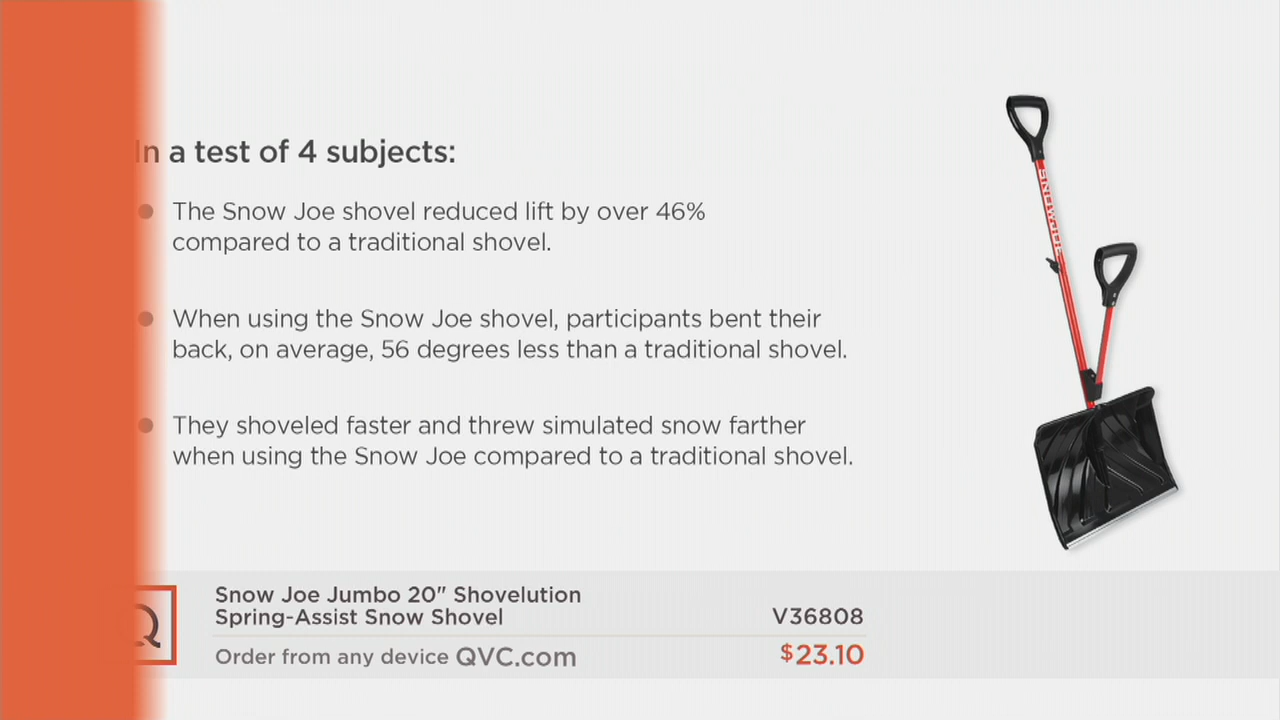 In a test of 4 subjects:
The Snow Joe shovel reduced lift by over 46%
compared to a traditional shovel.
When using the Snow Joe shovel, participants bent their
back, on average, 56 degrees less than a traditional shovel.
They shoveled faster and threw simulated snow farther
when using the Snow Joe compared to a traditional shovel.
SNOWJOE
Q
Snow Joe Jumbo 20" Shovelution
Spring-Assist Snow Shovel V36808
Order from any device QVC.com $23.10